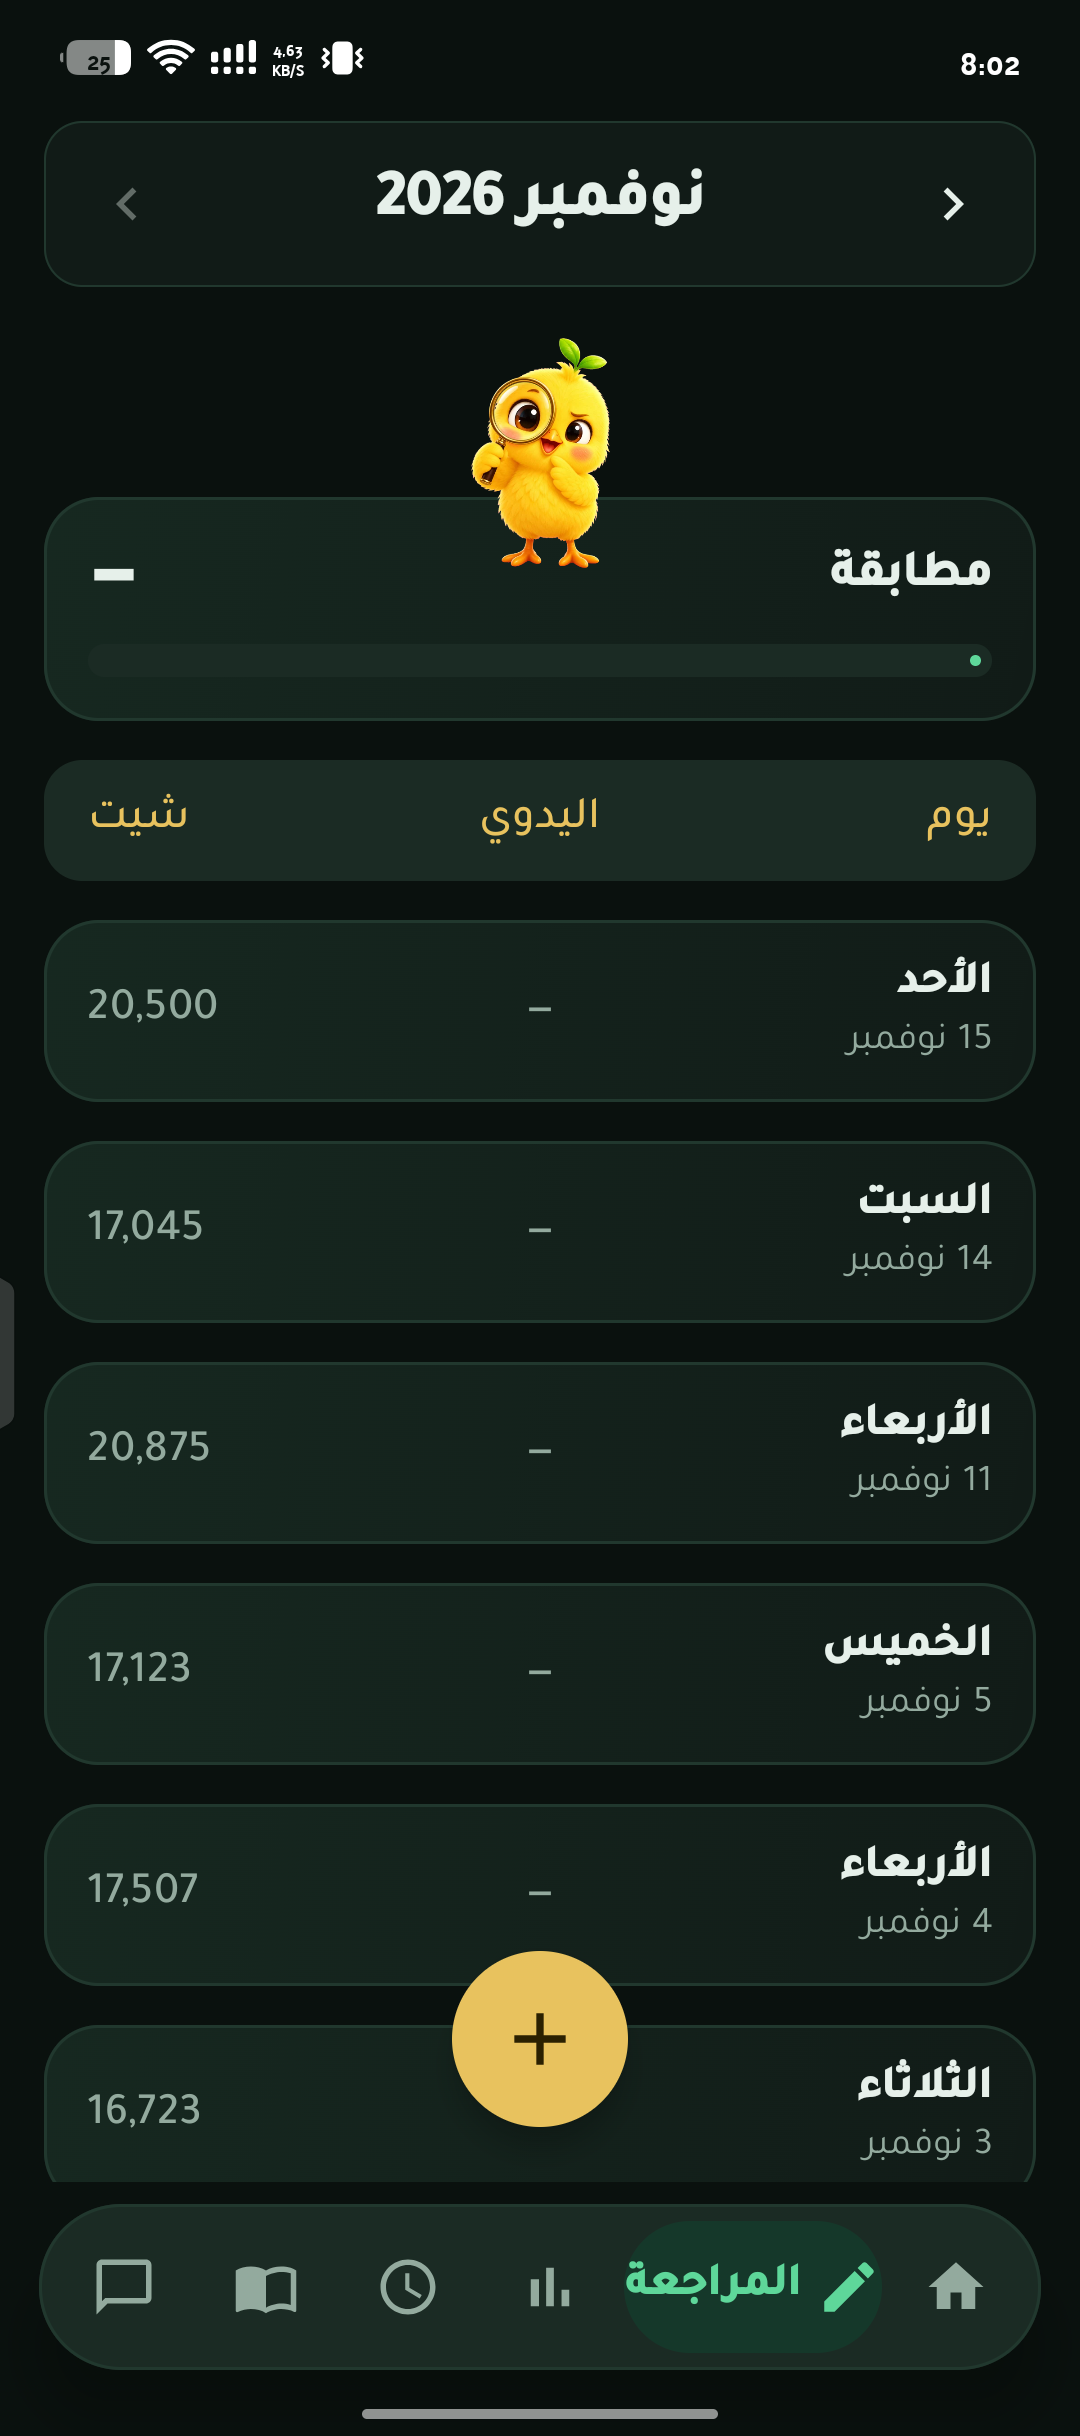 25
4.63
KB/S
8:02
نوفمبر 2026
مطابقة
–
يوم اليدوي شيت
الأحد
15 نوفمبر
–
20,500
السبت
14 نوفمبر
–
17,045
الأربعاء
11 نوفمبر
–
20,875
الخميس
5 نوفمبر
–
17,123
الأربعاء
4 نوفمبر
–
17,507
الثلاثاء
3 نوفمبر
16,723
+
المراجعة